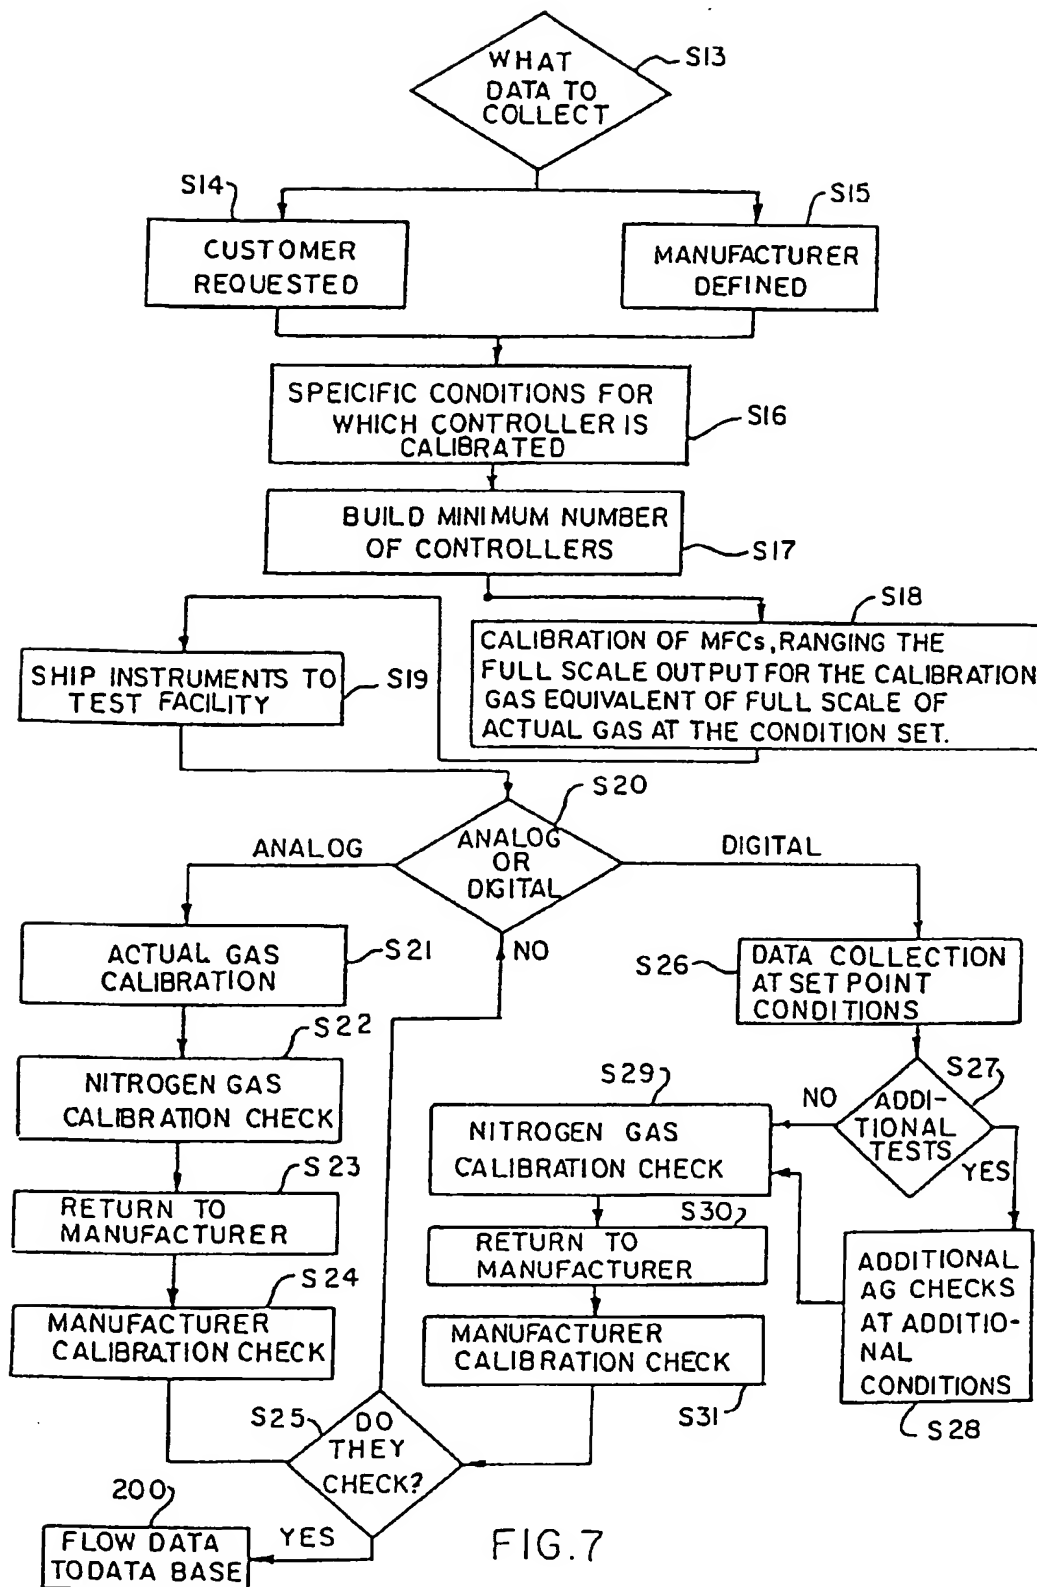 WHAT
DATA TO
COLLECT
S13
S14
S15
CUSTOMER
REQUESTED
MANUFACTURER
DEFINED
SPEICIFIC CONDITIONS FOR
WHICH CONTROLLER IS
CALIBRATED
S16
BUILD MINIMUM NUMBER
OF CONTROLLERS
S17
S18
CALIBRATION OF MFCs, RANGING THE
FULL SCALE OUTPUT FOR THE CALIBRATION
GAS EQUIVALENT OF FULL SCALE OF
ACTUAL GAS AT THE CONDITION SET.
SHIP INSTRUMENTS TO
TEST FACILITY
S19
S20
ANALOG
OR
DIGITAL
ANALOG
DIGITAL
NO
ACTUAL GAS
CALIBRATION
S21
S22
NITROGEN GAS
CALIBRATION CHECK
S23
RETURN TO
MANUFACTURER
S24
MANUFACTURER
CALIBRATION CHECK
S26
DATA COLLECTION
AT SET POINT
CONDITIONS
S27
ADDI-
TIONAL
TESTS
NO
YES
S29
NITROGEN GAS
CALIBRATION CHECK
S30
RETURN TO
MANUFACTURER
MANUFACTURER
CALIBRATION CHECK
S31
ADDITIONAL
AG CHECKS
AT ADDITIO-
NAL
CONDITIONS
S28
S25
DO
THEY
CHECK?
YES
200
FLOW DATA
TO DATA BASE
FIG.7